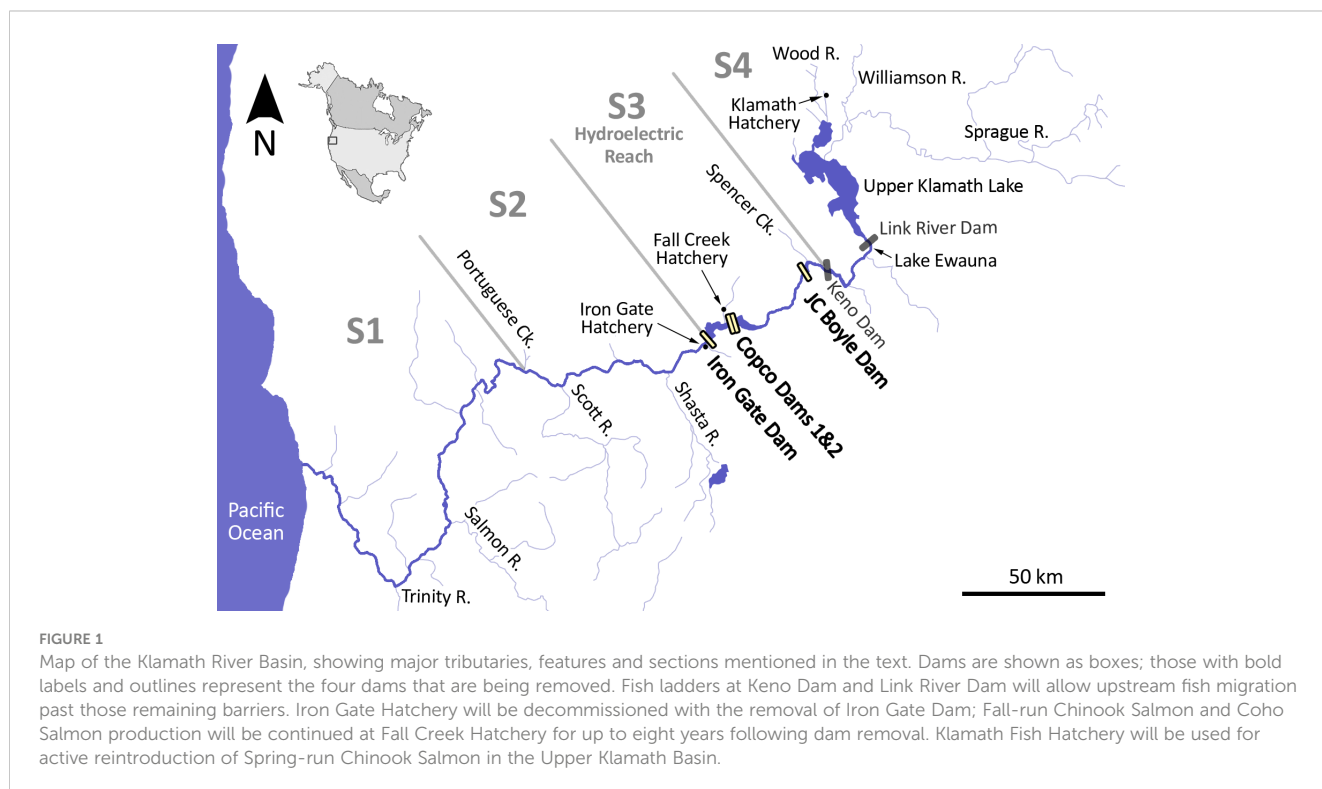 Wood R.
S4
Williamson R.
Klamath
Hatchery
S3
Hydroelectric
Reach
Sprague R.
N
Spencer Ck.
Upper Klamath Lake
S2
Link River Dam
Fall Creek
Hatchery
Lake Ewauna
Portuguese Ck.
Keno Dam
JC Boyle Dam
Iron Gate
Hatchery
S1
Copco Dams 1&2
Iron Gate Dam
Scott R.
Shasta R.
Pacific
Ocean
Salmon R.
Trinity R.
50 km
FIGURE 1
Map of the Klamath River Basin, showing major tributaries, features and sections mentioned in the text. Dams are shown as boxes; those with bold
labels and outlines represent the four dams that are being removed. Fish ladders at Keno Dam and Link River Dam will allow upstream fish migration
past those remaining barriers. Iron Gate Hatchery will be decommissioned with the removal of Iron Gate Dam; Fall-run Chinook Salmon and Coho
Salmon production will be continued at Fall Creek Hatchery for up to eight years following dam removal. Klamath Fish Hatchery will be used for
active reintroduction of Spring-run Chinook Salmon in the Upper Klamath Basin.